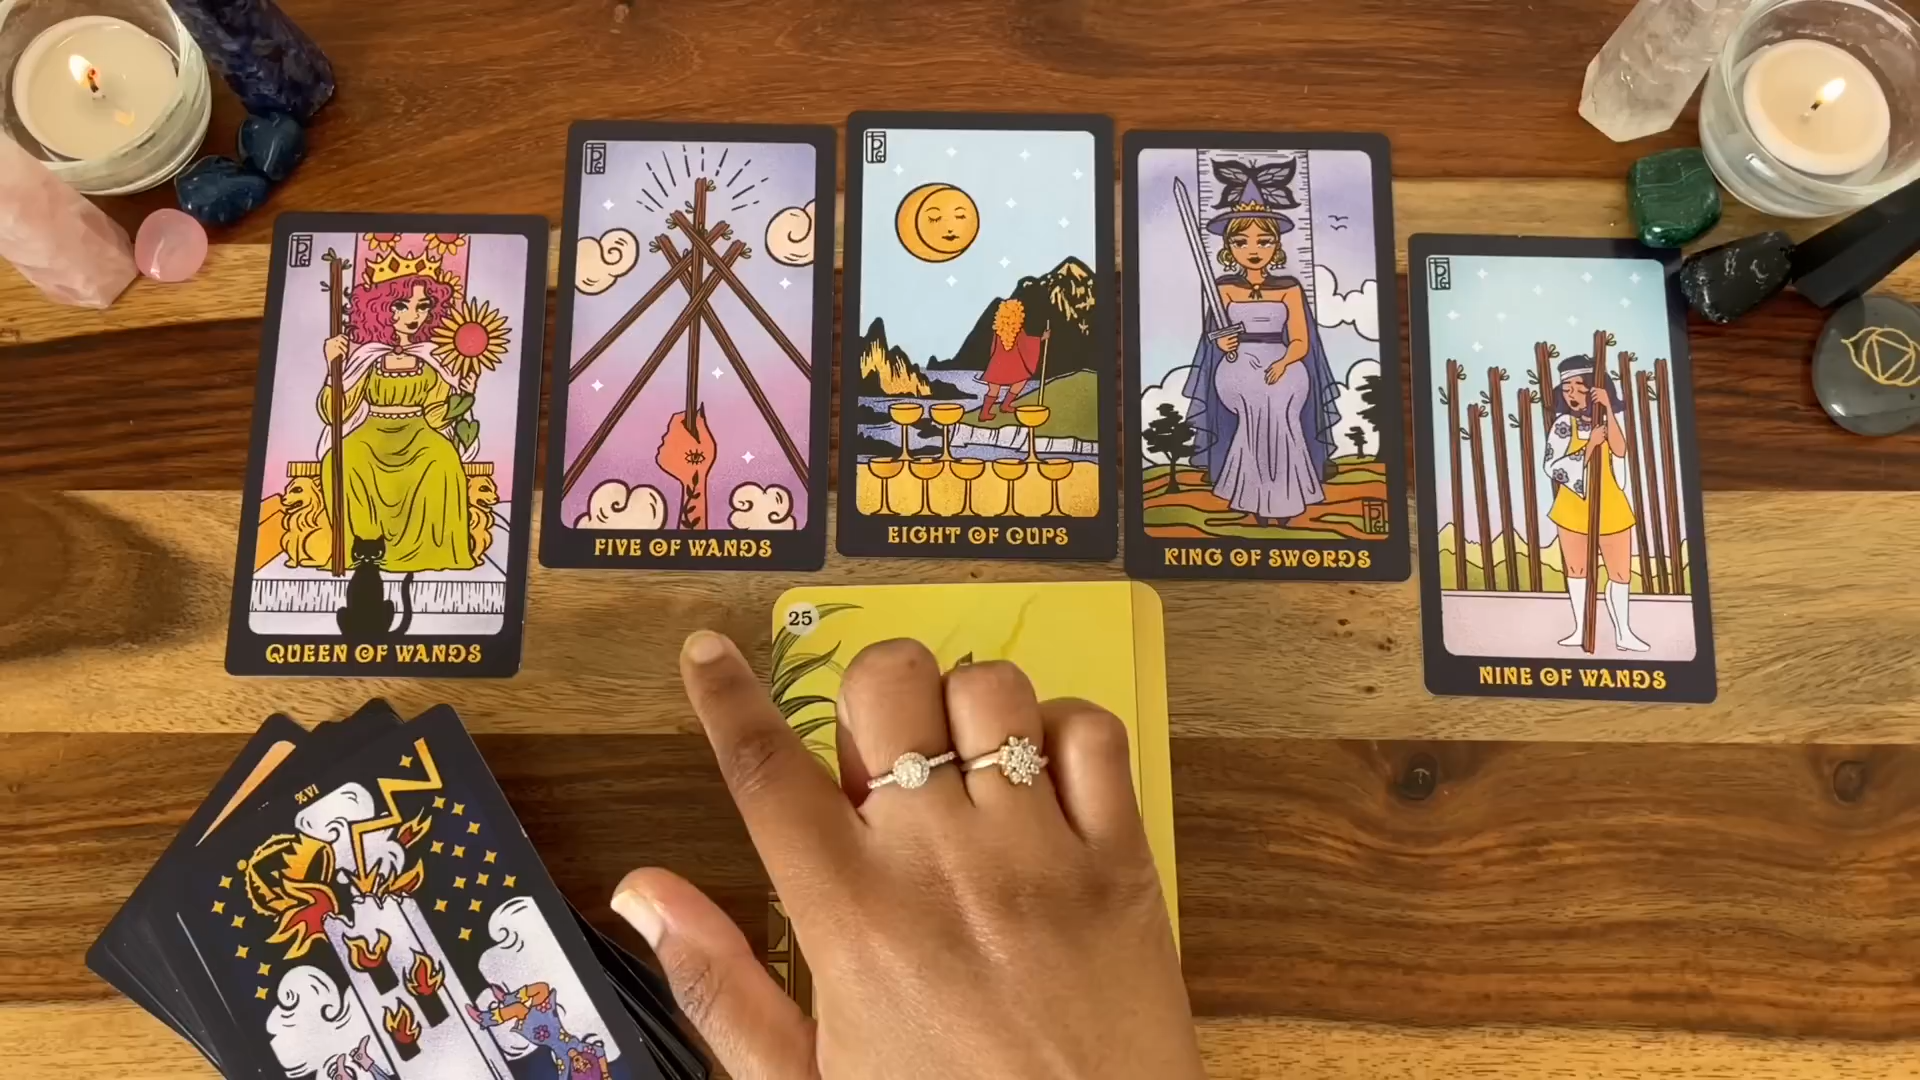 QUEEN OF WANDS
FIVE OF WANDS
EIGHT OF CUPS
KING OF SWORDS
NINE OF WANDS
25
XVI